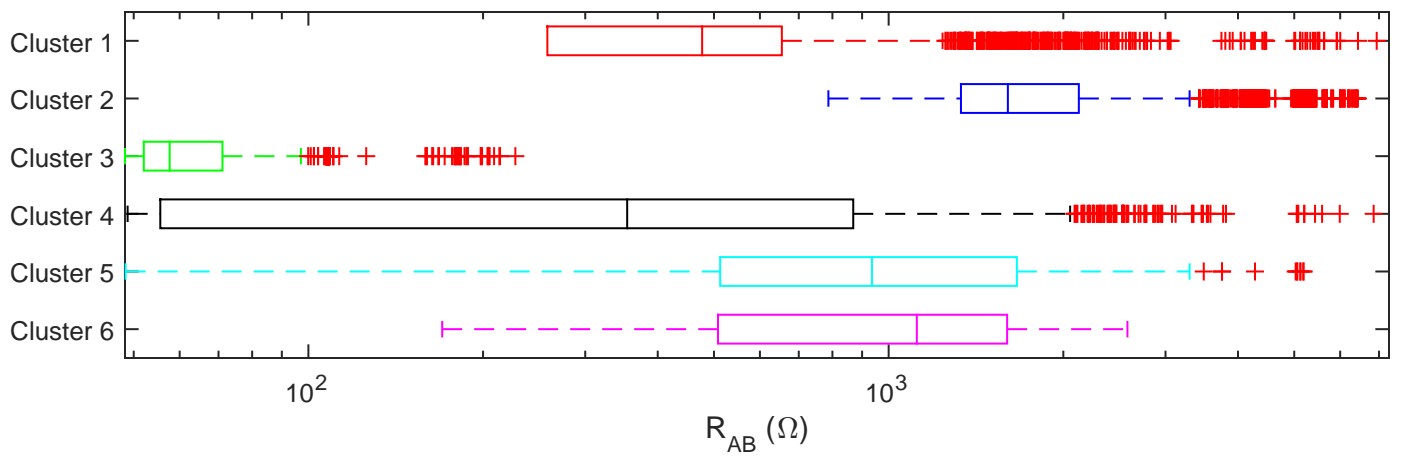 Cluster 1
Cluster 2
Cluster 3
Cluster 4
Cluster 5
Cluster 6
10² 10³
R_AB (Ω)